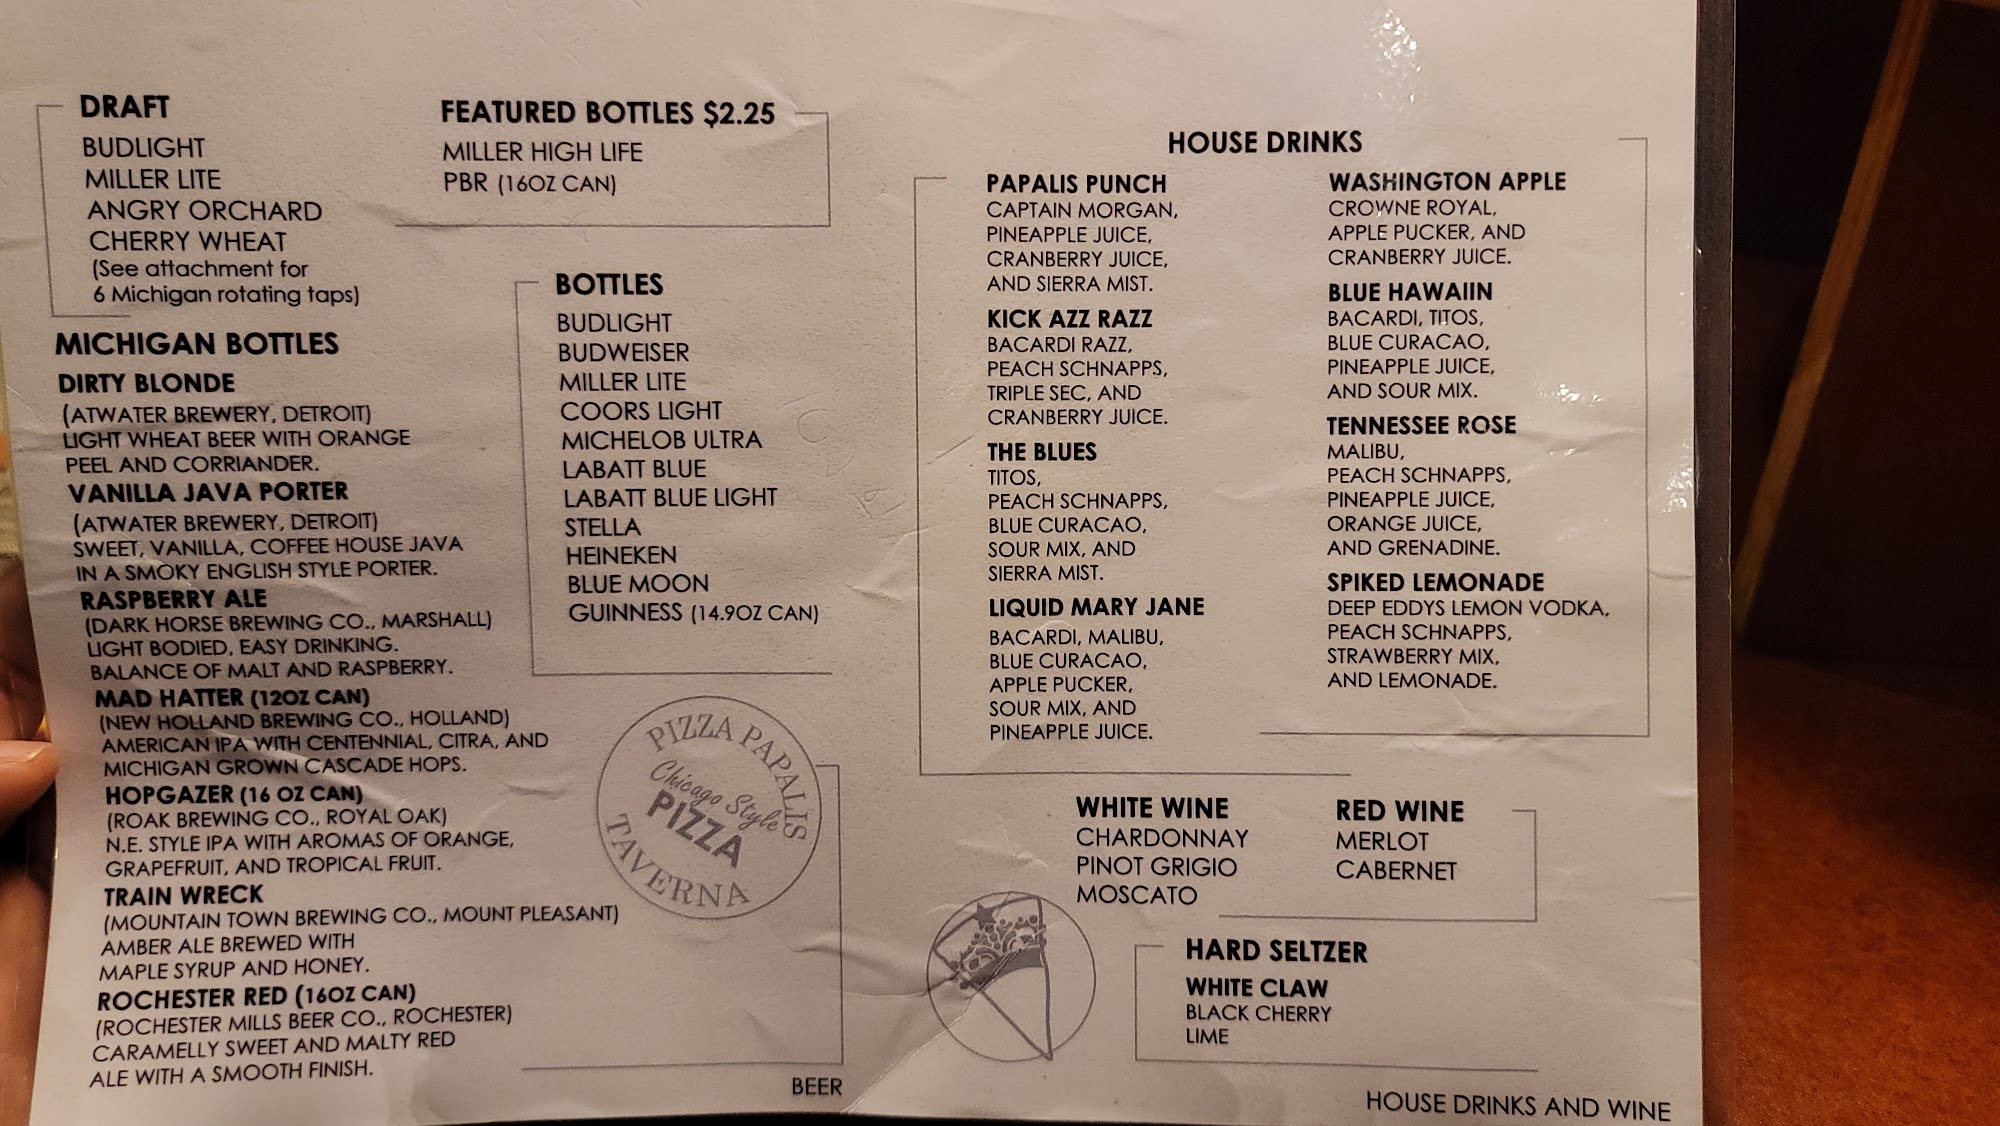 DRAFT
BUDLIGHT
MILLER LITE
ANGRY ORCHARD
CHERRY WHEAT
(See attachment for
6 Michigan rotating taps)
FEATURED BOTTLES $2.25
MILLER HIGH LIFE
PBR (16OZ CAN)
MICHIGAN BOTTLES
DIRTY BLONDE
(ATWATER BREWERY, DETROIT)
LIGHT WHEAT BEER WITH ORANGE
PEEL AND CORRIANDER.
VANILLA JAVA PORTER
(ATWATER BREWERY, DETROIT)
SWEET, VANILLA, COFFEE HOUSE JAVA
IN A SMOKY ENGLISH STYLE PORTER.
RASPBERRY ALE
(DARK HORSE BREWING CO., MARSHALL)
LIGHT BODIED, EASY DRINKING.
BALANCE OF MALT AND RASPBERRY.
MAD HATTER (12OZ CAN)
(NEW HOLLAND BREWING CO., HOLLAND)
AMERICAN IPA WITH CENTENNIAL, CITRA, AND
MICHIGAN GROWN CASCADE HOPS.
HOPGAZER (16 OZ CAN)
(ROAK BREWING CO., ROYAL OAK)
N.E. STYLE IPA WITH AROMAS OF ORANGE,
GRAPEFRUIT, AND TROPICAL FRUIT.
TRAIN WRECK
(MOUNTAIN TOWN BREWING CO., MOUNT PLEASANT)
AMBER ALE BREWED WITH
MAPLE SYRUP AND HONEY.
ROCHESTER RED (16OZ CAN)
(ROCHESTER MILLS BEER CO., ROCHESTER)
CARAMELLY SWEET AND MALTY RED
ALE WITH A SMOOTH FINISH.
BOTTLES
BUDLIGHT
BUDWEISER
MILLER LITE
COORS LIGHT
MICHELOB ULTRA
LABATT BLUE
LABATT BLUE LIGHT
STELLA
HEINEKEN
BLUE MOON
GUINNESS (14.9OZ CAN)
PIZZA PAPALIS
Chicago Style
PIZZA
TAVERNA
BEER
HOUSE DRINKS
PAPALIS PUNCH
CAPTAIN MORGAN,
PINEAPPLE JUICE,
CRANBERRY JUICE,
AND SIERRA MIST.
KICK AZZ RAZZ
BACARDI RAZZ,
PEACH SCHNAPPS,
TRIPLE SEC, AND
CRANBERRY JUICE.
THE BLUES
TITOS,
PEACH SCHNAPPS,
BLUE CURACAO,
SOUR MIX, AND
SIERRA MIST.
LIQUID MARY JANE
BACARDI, MALIBU,
BLUE CURACAO,
APPLE PUCKER,
SOUR MIX, AND
PINEAPPLE JUICE.
WASHINGTON APPLE
CROWNE ROYAL,
APPLE PUCKER, AND
CRANBERRY JUICE.
BLUE HAWAIIN
BACARDI, TITOS,
BLUE CURACAO,
PINEAPPLE JUICE,
AND SOUR MIX.
TENNESSEE ROSE
MALIBU,
PEACH SCHNAPPS,
PINEAPPLE JUICE,
ORANGE JUICE,
AND GRENADINE.
SPIKED LEMONADE
DEEP EDDYS LEMON VODKA,
PEACH SCHNAPPS,
STRAWBERRY MIX,
AND LEMONADE.
WHITE WINE
CHARDONNAY
PINOT GRIGIO
MOSCATO
RED WINE
MERLOT
CABERNET
HARD SELTZER
WHITE CLAW
BLACK CHERRY
LIME
HOUSE DRINKS AND WINE